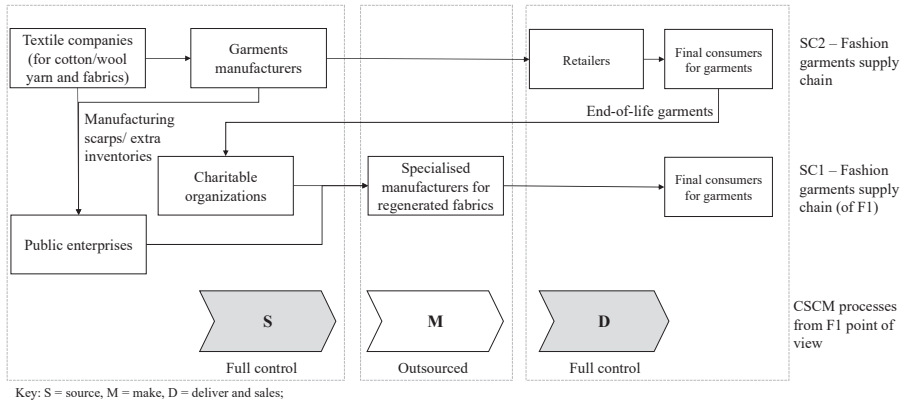 Textile companies
(for cotton/wool
yarn and fabrics)
Garments
manufacturers
Retailers
Final consumers
for garments
SC2 – Fashion
garments supply
chain
Manufacturing
scarps/ extra
inventories
End-of-life garments
Charitable
organizations
Specialised
manufacturers for
regenerated fabrics
Final consumers
for garments
SC1 – Fashion
garments supply
chain (of F1)
Public enterprises
S
M
D
CSCM processes
from F1 point of
view
Full control
Outsourced
Full control
Key: S = source, M = make, D = deliver and sales;